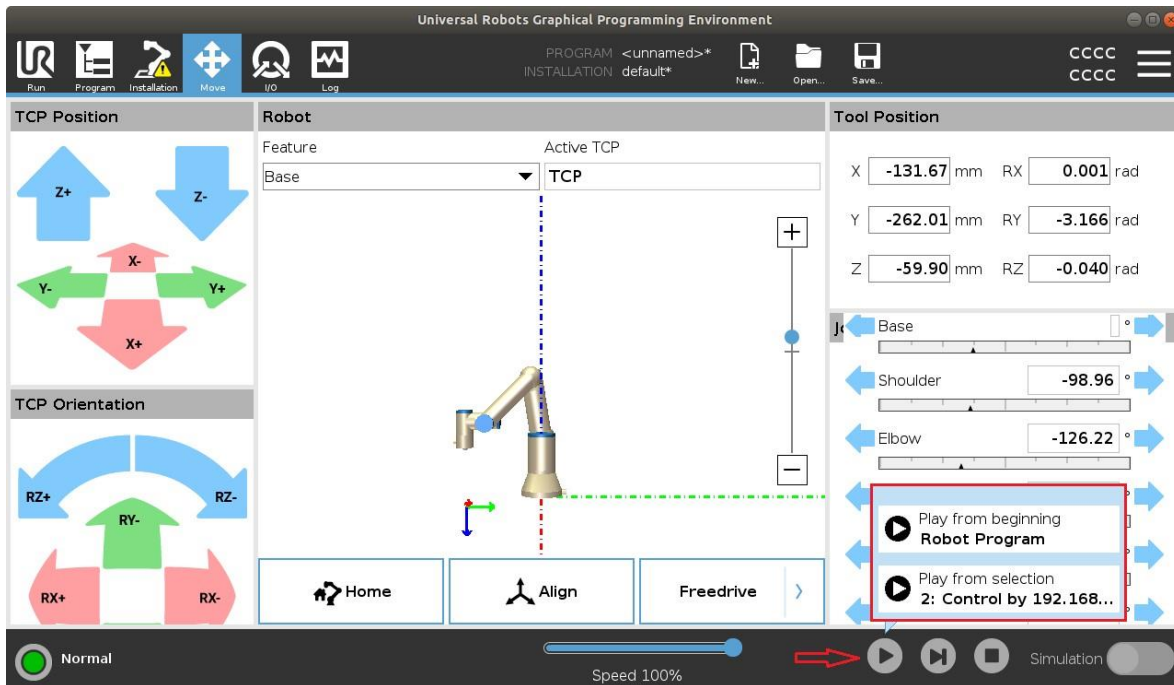 Universal Robots Graphical Programming Environment
Run
Program
Installation
Move
I/O
Log
PROGRAM <unnamed>*
INSTALLATION default*
New...
Open...
Save...
CCCC
CCCC
TCP Position
Z+
Z-
X-
Y-
Y+
X+
TCP Orientation
RZ+
RZ-
RY-
RX+
RX-
Robot
Feature
Active TCP
Base
TCP
Home
Align
Freedrive
Tool Position
X -131.67 mm RX 0.001 rad
Y -262.01 mm RY -3.166 rad
Z -59.90 mm RZ -0.040 rad
Base °
Shoulder -98.96 °
Elbow -126.22 °
°
Play from beginning
Robot Program
°
Play from selection
2: Control by 192.168...
°
Normal
Speed 100%
Simulation